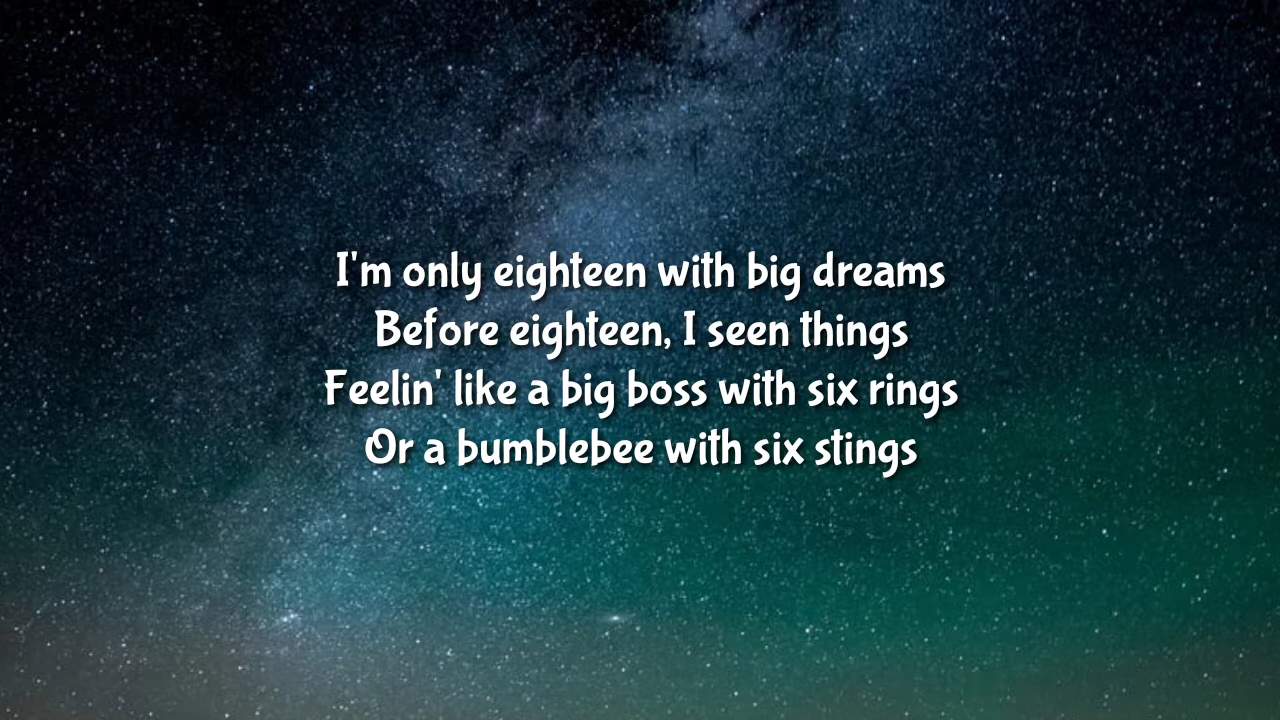 I'm only eighteen with big dreams
Before eighteen, I seen things
Feelin' like a big boss with six rings
Or a bumblebee with six stings